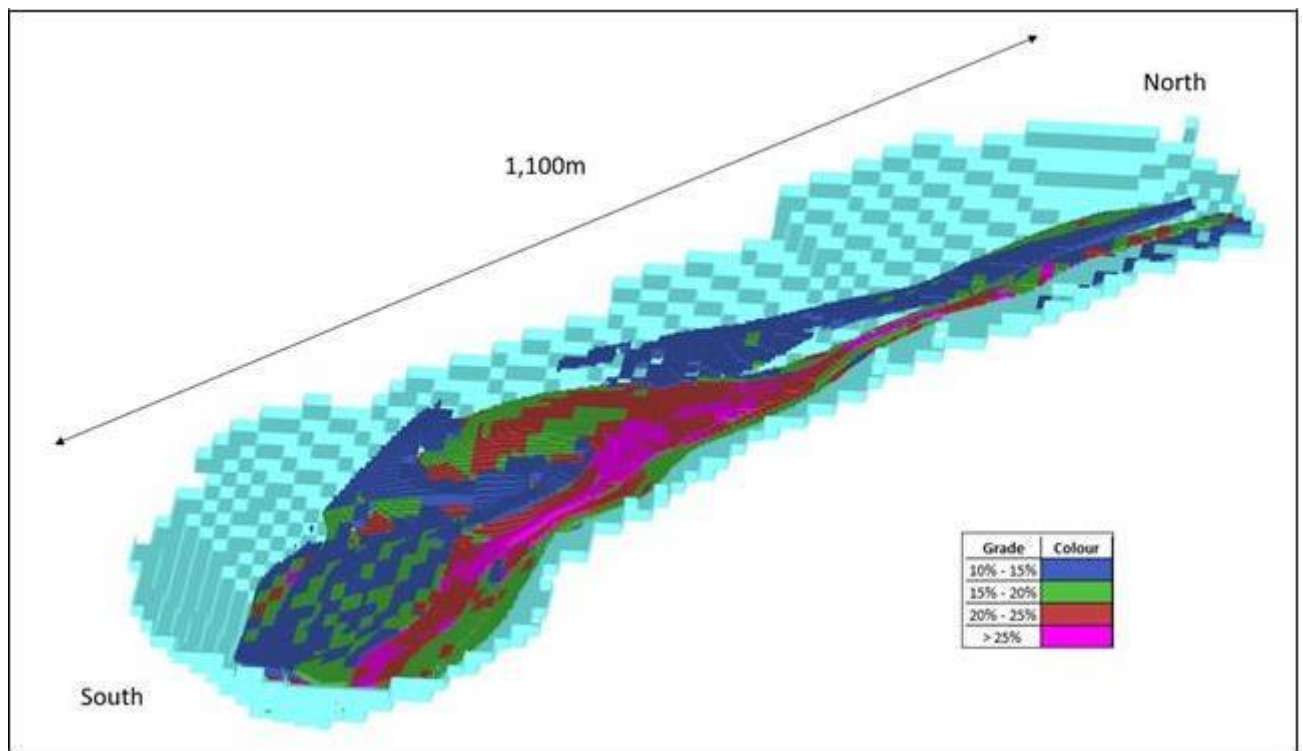 North
1,100m
Grade Colour
10% - 15%
15% - 20%
20% - 25%
> 25%
South